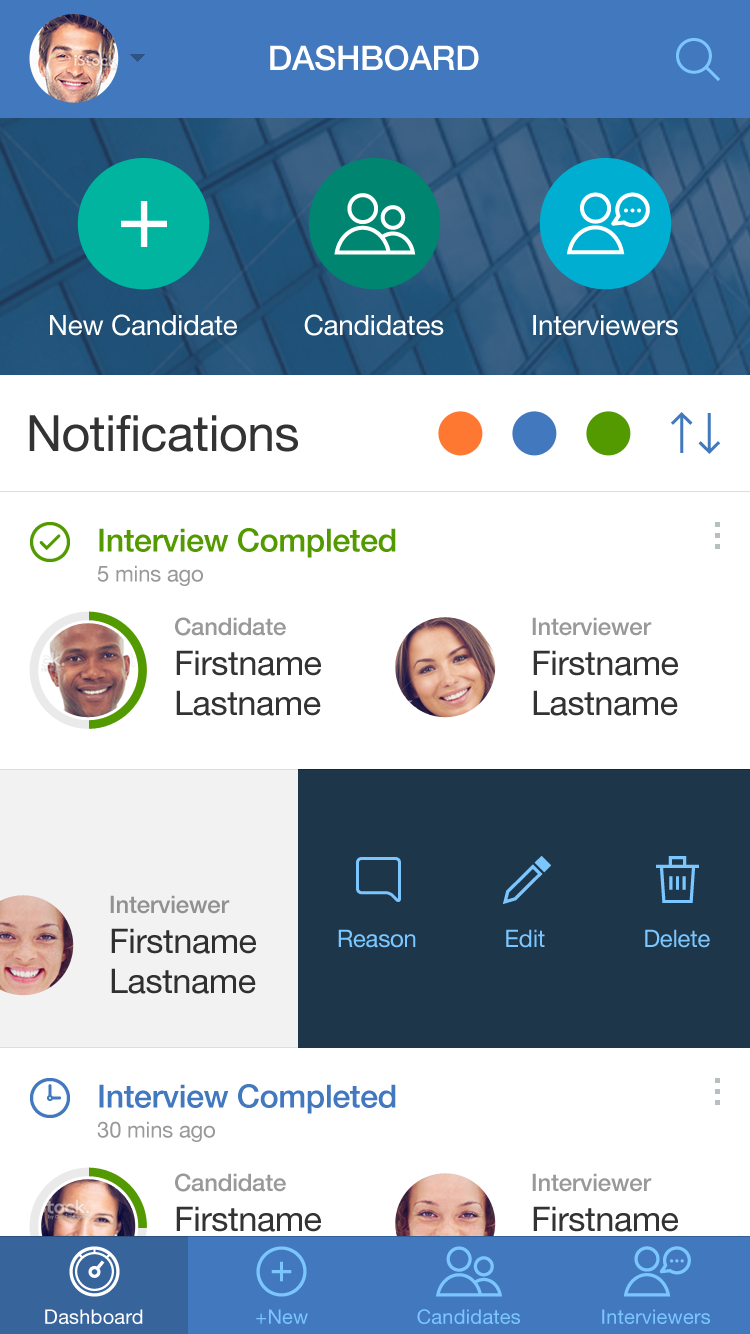 DASHBOARD
New Candidate
Candidates
Interviewers
Notifications
Interview Completed
5 mins ago
Candidate
Firstname
Lastname
Interviewer
Firstname
Lastname
Interviewer
Firstname
Lastname
Reason
Edit
Delete
Interview Completed
30 mins ago
Candidate
Firstname
Interviewer
Firstname
Dashboard
+New
Candidates
Interviewers